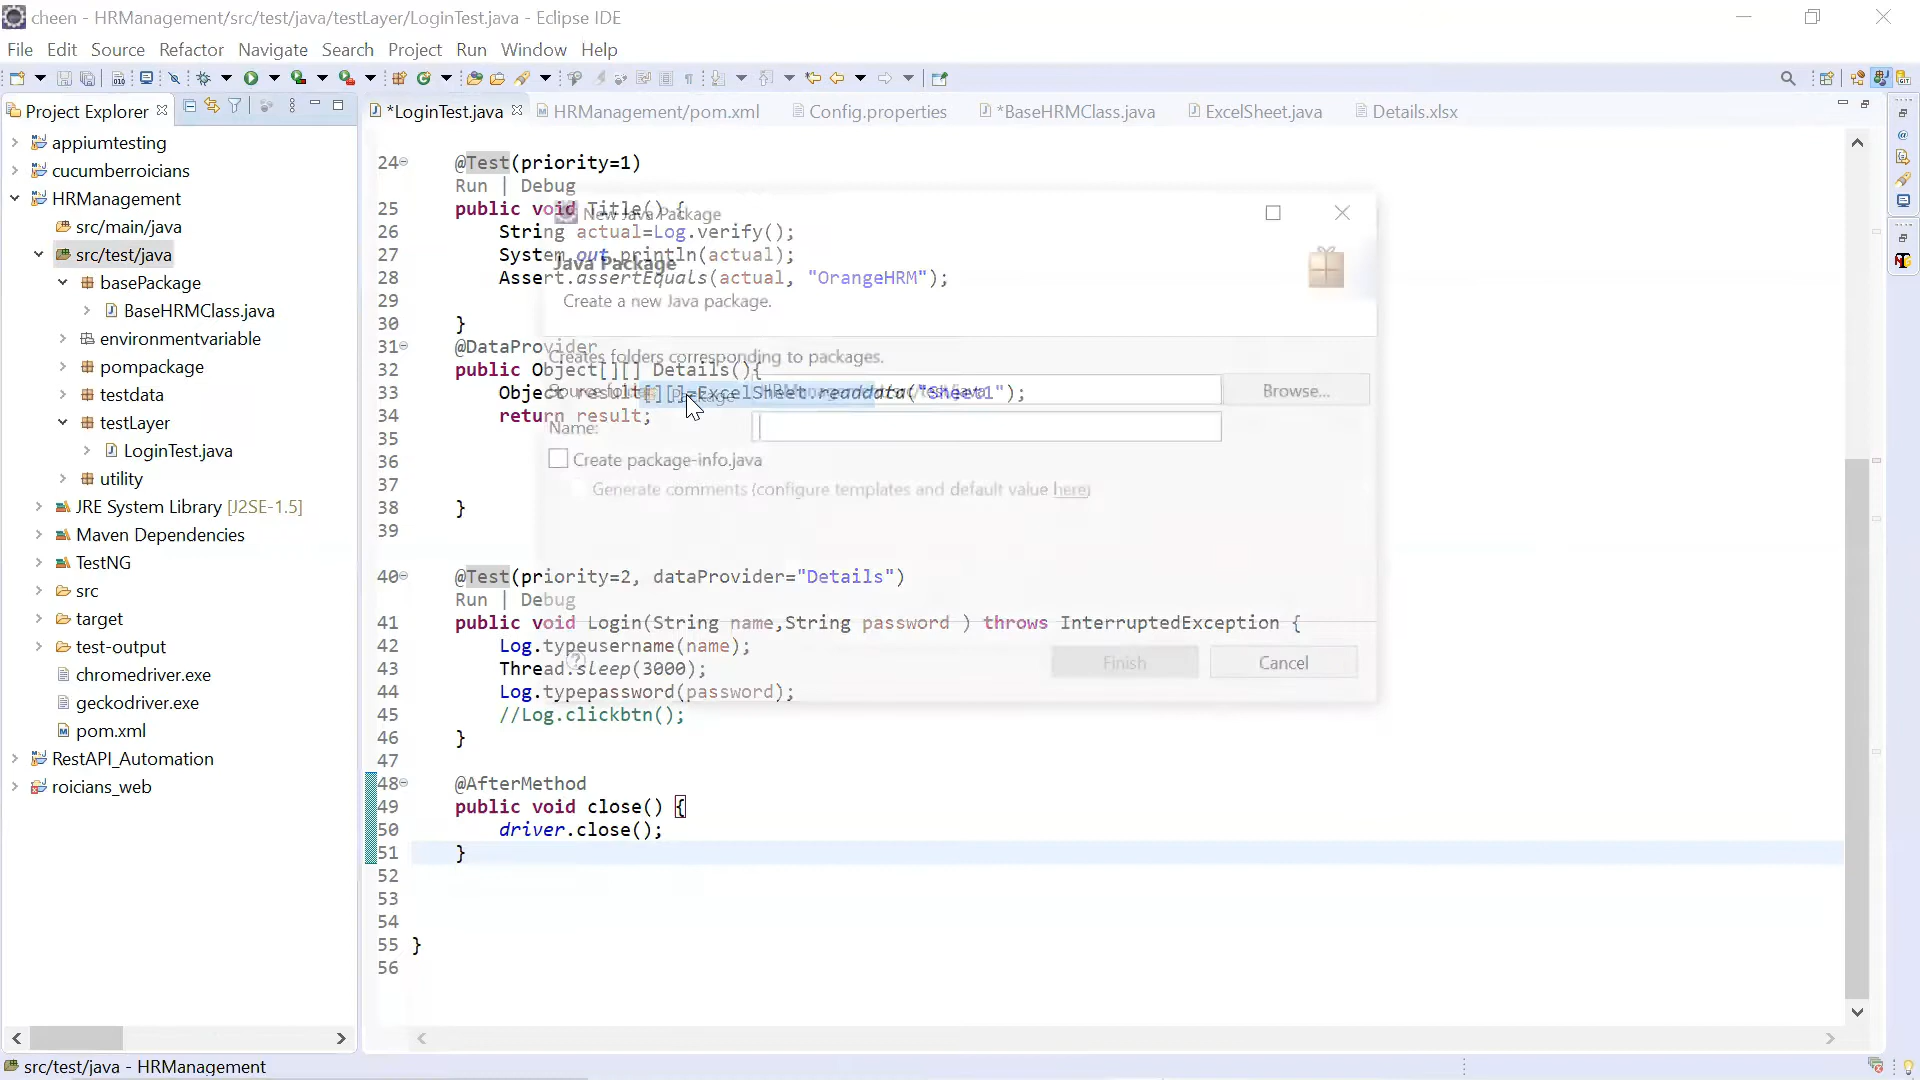 cheen - HRManagement/src/test/java/testLayer/LoginTest.java - Eclipse IDE
File Edit Source Refactor Navigate Search Project Run Window Help
Project Explorer
*LoginTest.java
HRManagement/pom.xml
Config.properties
*BaseHRMClass.java
ExcelSheet.java
Details.xlsx
appiumtesting
cucumberroicians
HRManagement
src/main/java
src/test/java
basePackage
BaseHRMClass.java
environmentvariable
pompackage
testdata
testLayer
LoginTest.java
utility
JRE System Library [J2SE-1.5]
Maven Dependencies
TestNG
src
target
test-output
chromedriver.exe
geckodriver.exe
pom.xml
RestAPI_Automation
roicians_web
24 @Test(priority=1)
Run | Debug
25 public void Title() {
26 String actual=Log.verify();
27 System.out.println(actual);
28 Assert.assertEquals(actual, "OrangeHRM");
29
30 }
31 @DataProvider
32 public Object[][] Details(){
33 Object result[][]=ExcelSheet.readdata("Sheet1");
34 return result;
35
36
37
38 }
39
40 @Test(priority=2, dataProvider="Details")
Run | Debug
41 public void Login(String name,String password ) throws InterruptedException {
42 Log.typeusername(name);
43 Thread.sleep(3000);
44 Log.typepassword(password);
45 //Log.clickbtn();
46 }
47
48 @AfterMethod
49 public void close() {
50 driver.close();
51 }
52
53
54
55 }
56
New Java Package
Java Package
Create a new Java package.
Creates folders corresponding to packages.
Source folder
Package
Browse...
Name:
Create package-info.java
Generate comments (configure templates and default value here)
Finish
Cancel
src/test/java - HRManagement